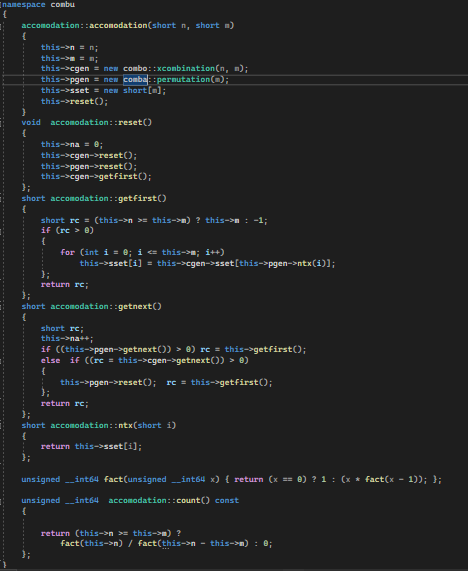 namespace combu
{
accomodation::accomodation(short n, short m)
{
this->n = n;
this->m = m;
this->cgen = new combo::xcombination(n, m);
this->pgen = new comba::permutation(m);
this->sset = new short[m];
this->reset();
}
void  accomodation::reset()
{
this->na = 0;
this->cgen->reset();
this->pgen->reset();
this->cgen->getfirst();
};
short accomodation::getfirst()
{
short rc = (this->n >= this->m) ? this->m : -1;
if (rc > 0)
{
for (int i = 0; i <= this->m; i++)
this->sset[i] = this->cgen->sset[this->pgen->ntx(i)];
};
return rc;
};
short accomodation::getnext()
{
short rc;
this->na++;
if ((this->pgen->getnext()) > 0) rc = this->getfirst();
else  if ((rc = this->cgen->getnext()) > 0)
{
this->pgen->reset();  rc = this->getfirst();
};
return rc;
};
short accomodation::ntx(short i)
{
return this->sset[i];
};
unsigned __int64 fact(unsigned __int64 x) { return (x == 0) ? 1 : (x * fact(x - 1)); };
unsigned __int64  accomodation::count() const
{
return (this->n >= this->m) ?
fact(this->n) / fact(this->n - this->m) : 0;
};
}